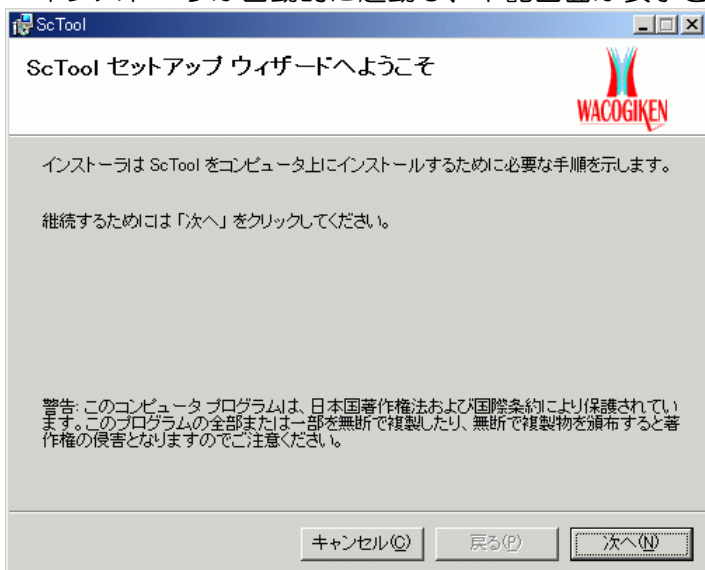 ScTool
ScTool セットアップ ウィザードへようこそ
WACOGIKEN
インストーラは ScTool をコンピュータ上にインストールするために必要な手順を示します。
継続するためには「次へ」をクリックしてください。
警告: このコンピュータ プログラムは、日本国著作権法および国際条約により保護されてい
ます。このプログラムの全部または一部を無断で複製したり、無断で複製物を頒布すると著
作権の侵害となりますのでご注意ください。
キャンセル(C) 戻る(P) 次へ(N)